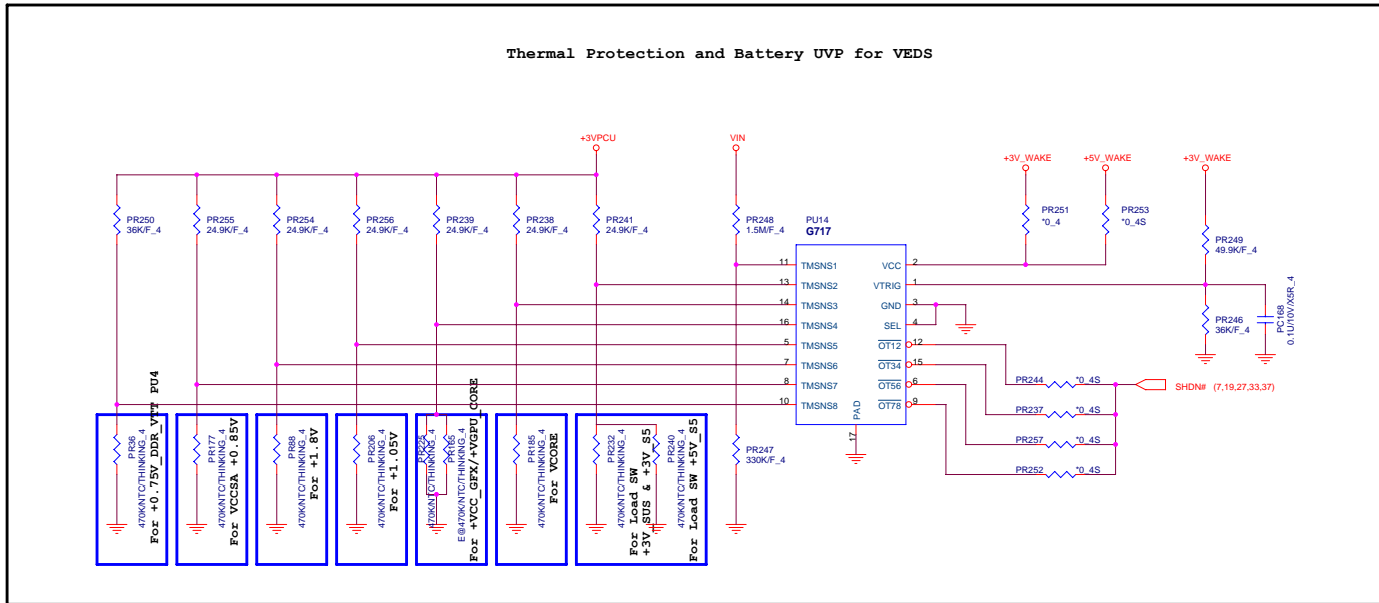 Thermal Protection and Battery UVP for VEDS
+3VPCU
VIN
+3V_WAKE
+5V_WAKE
+3V_WAKE
PR250
36K/F_4
PR255
24.9K/F_4
PR254
24.9K/F_4
PR256
24.9K/F_4
PR239
24.9K/F_4
PR238
24.9K/F_4
PR241
24.9K/F_4
PR248
1.5M/F_4
PU14
G717
PR251
*0_4
PR253
*0_4S
PR249
49.9K/F_4
11 TMSNS1
13 TMSNS2
14 TMSNS3
16 TMSNS4
5 TMSNS5
7 TMSNS6
8 TMSNS7
10 TMSNS8
VCC 2
VTRIG 1
GND 3
SEL 4
OT12 12
OT34 15
OT56 6
OT78 9
PAD
17
PR246
36K/F_4
PC168
0.1U/10V/X5R_4
PR244 *0_4S
PR237 *0_4S
PR257 *0_4S
PR252 *0_4S
SHDN# (7,19,27,33,37)
PR247
330K/F_4
PR36
470K/NTC/THINKING_4
For +0.75V_DDR_VTT PU4
PR177
470K/NTC/THINKING_4
For VCCSA +0.85V
PR88
470K/NTC/THINKING_4
For +1.8V
PR206
470K/NTC/THINKING_4
For +1.05V
PR225
470K/NTC/THINKING_4
PR165
E@470K/NTC/THINKING_4
For +VCC_GFX/+VGPU_CORE
PR185
470K/NTC/THINKING_4
For VCORE
PR232
470K/NTC/THINKING_4
For Load SW
+3V_SUS & +3V_S5
PR240
470K/NTC/THINKING_4
For Load SW +5V_S5